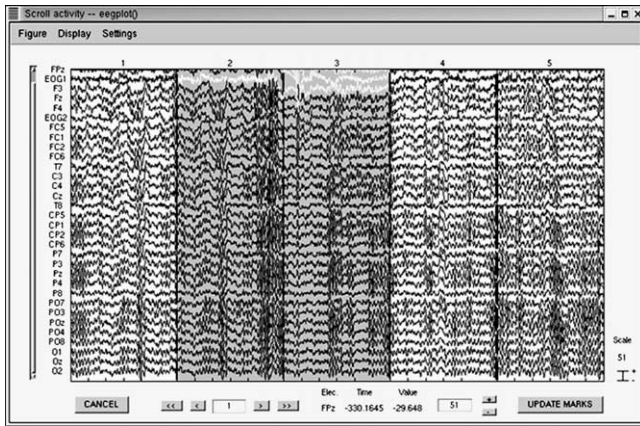 Scroll activity -- eegplot()
Figure Display Settings
1 2 3 4 5
FPz
EOG1
F3
Fz
F4
EOG2
FC5
FC1
FC2
FC6
T7
C3
C4
Cz
T8
CP5
CP1
CP2
CP6
P7
P3
Pz
P4
P8
PO7
PO3
POz
PO4
PO8
O1
Oz
O2
Scale
51
+
-
Elec. Time Value
CANCEL << < 1 > >> FPz -330.1645 -29.648 51 + - UPDATE MARKS